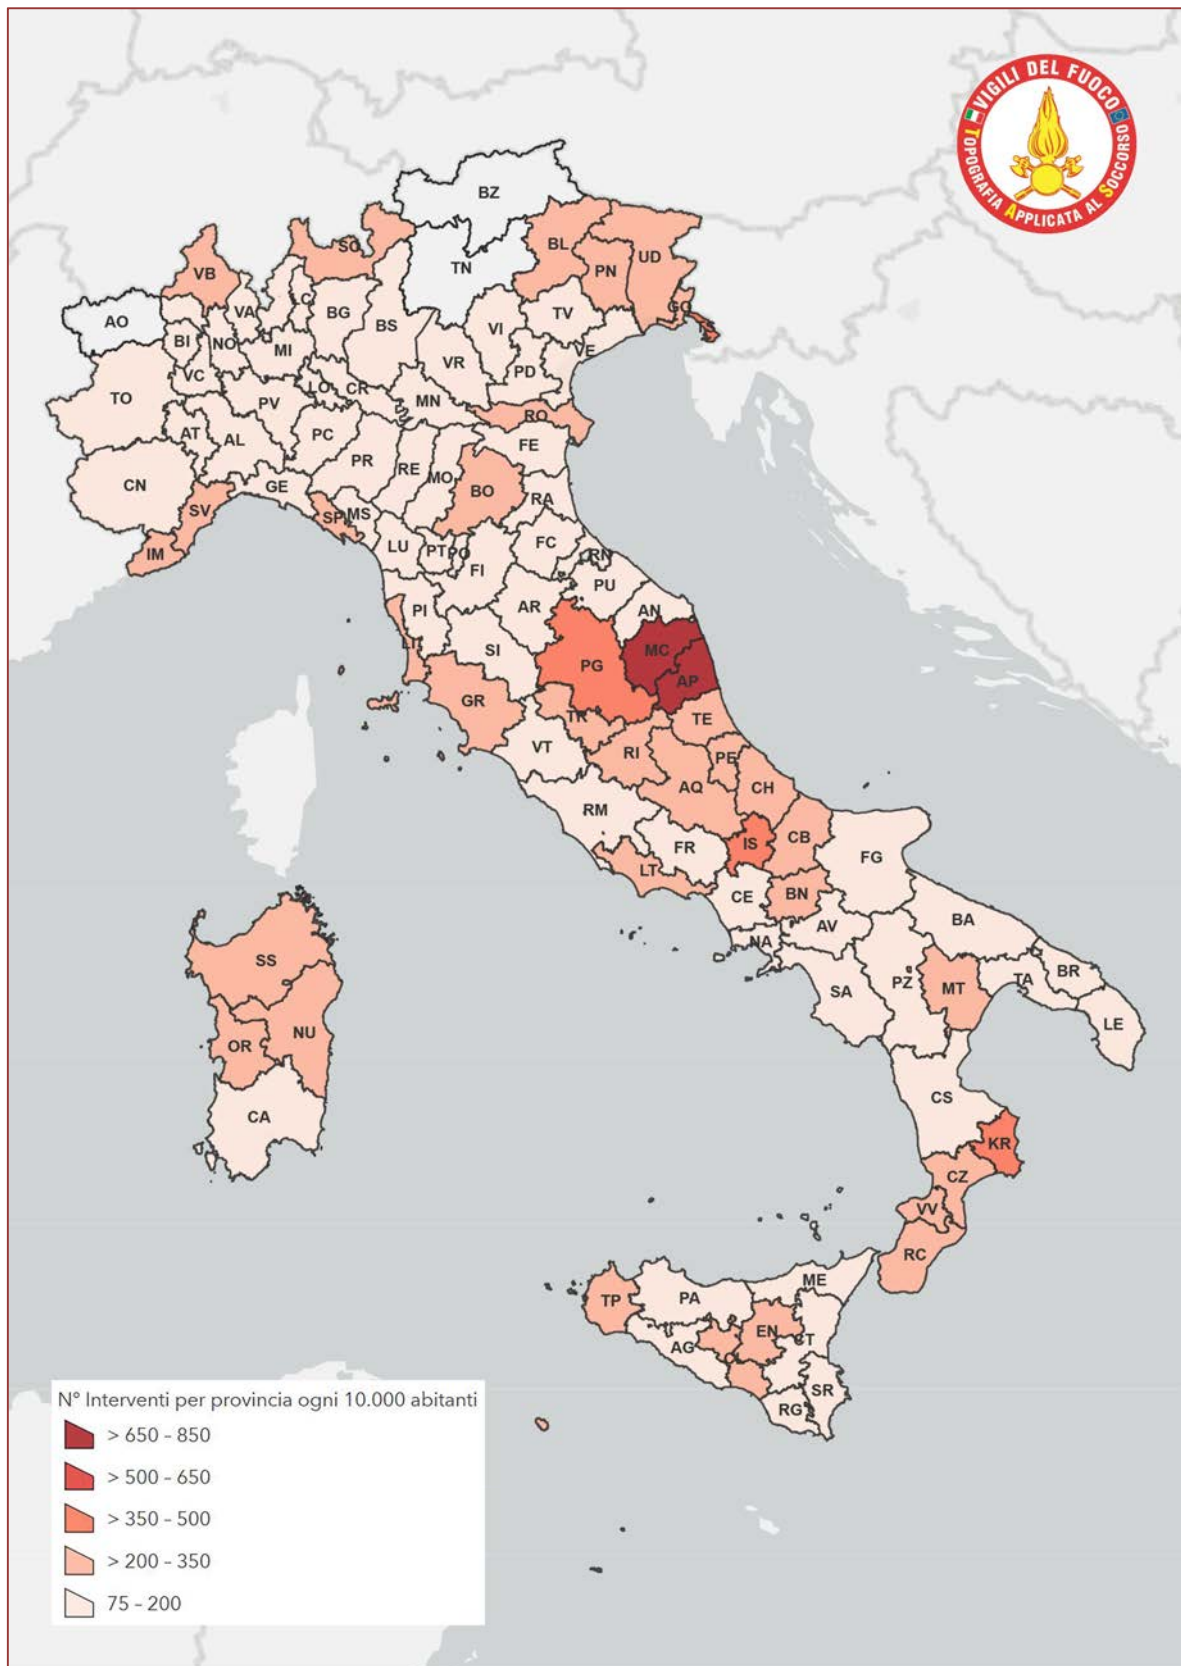 VIGILI DEL FUOCO
TOPOGRAFIA APPLICATA AL SOCCORSO
BZ
SO
BL
UD
PN
VB
TN
AO
LC
VA
BG
BS
VI
TV
GO
TS
BI
NO
MI
VE
VR
PD
VC
TO
PV
LO
CR
MN
RO
AT
AL
PC
FE
PR
RE
MO
CN
GE
BO
RA
SV
SP
MS
IM
LU
PT
PO
FC
RN
FI
PU
PI
AR
AN
LI
SI
MC
PG
AP
GR
TR
TE
VT
RI
PE
AQ
CH
RM
CB
IS
FR
FG
LT
CE
BN
AV
BA
NA
SS
PZ
MT
TA
BR
SA
NU
LE
OR
CS
CA
KR
CZ
VV
RC
ME
PA
TP
EN
CT
AG
CL
SR
RG
N° Interventi per provincia ogni 10.000 abitanti
> 650 - 850
> 500 - 650
> 350 - 500
> 200 - 350
75 - 200